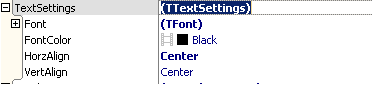 TextSettings (TTextSettings)
Font (TFont)
FontColor Black
HorzAlign Center
VertAlign Center